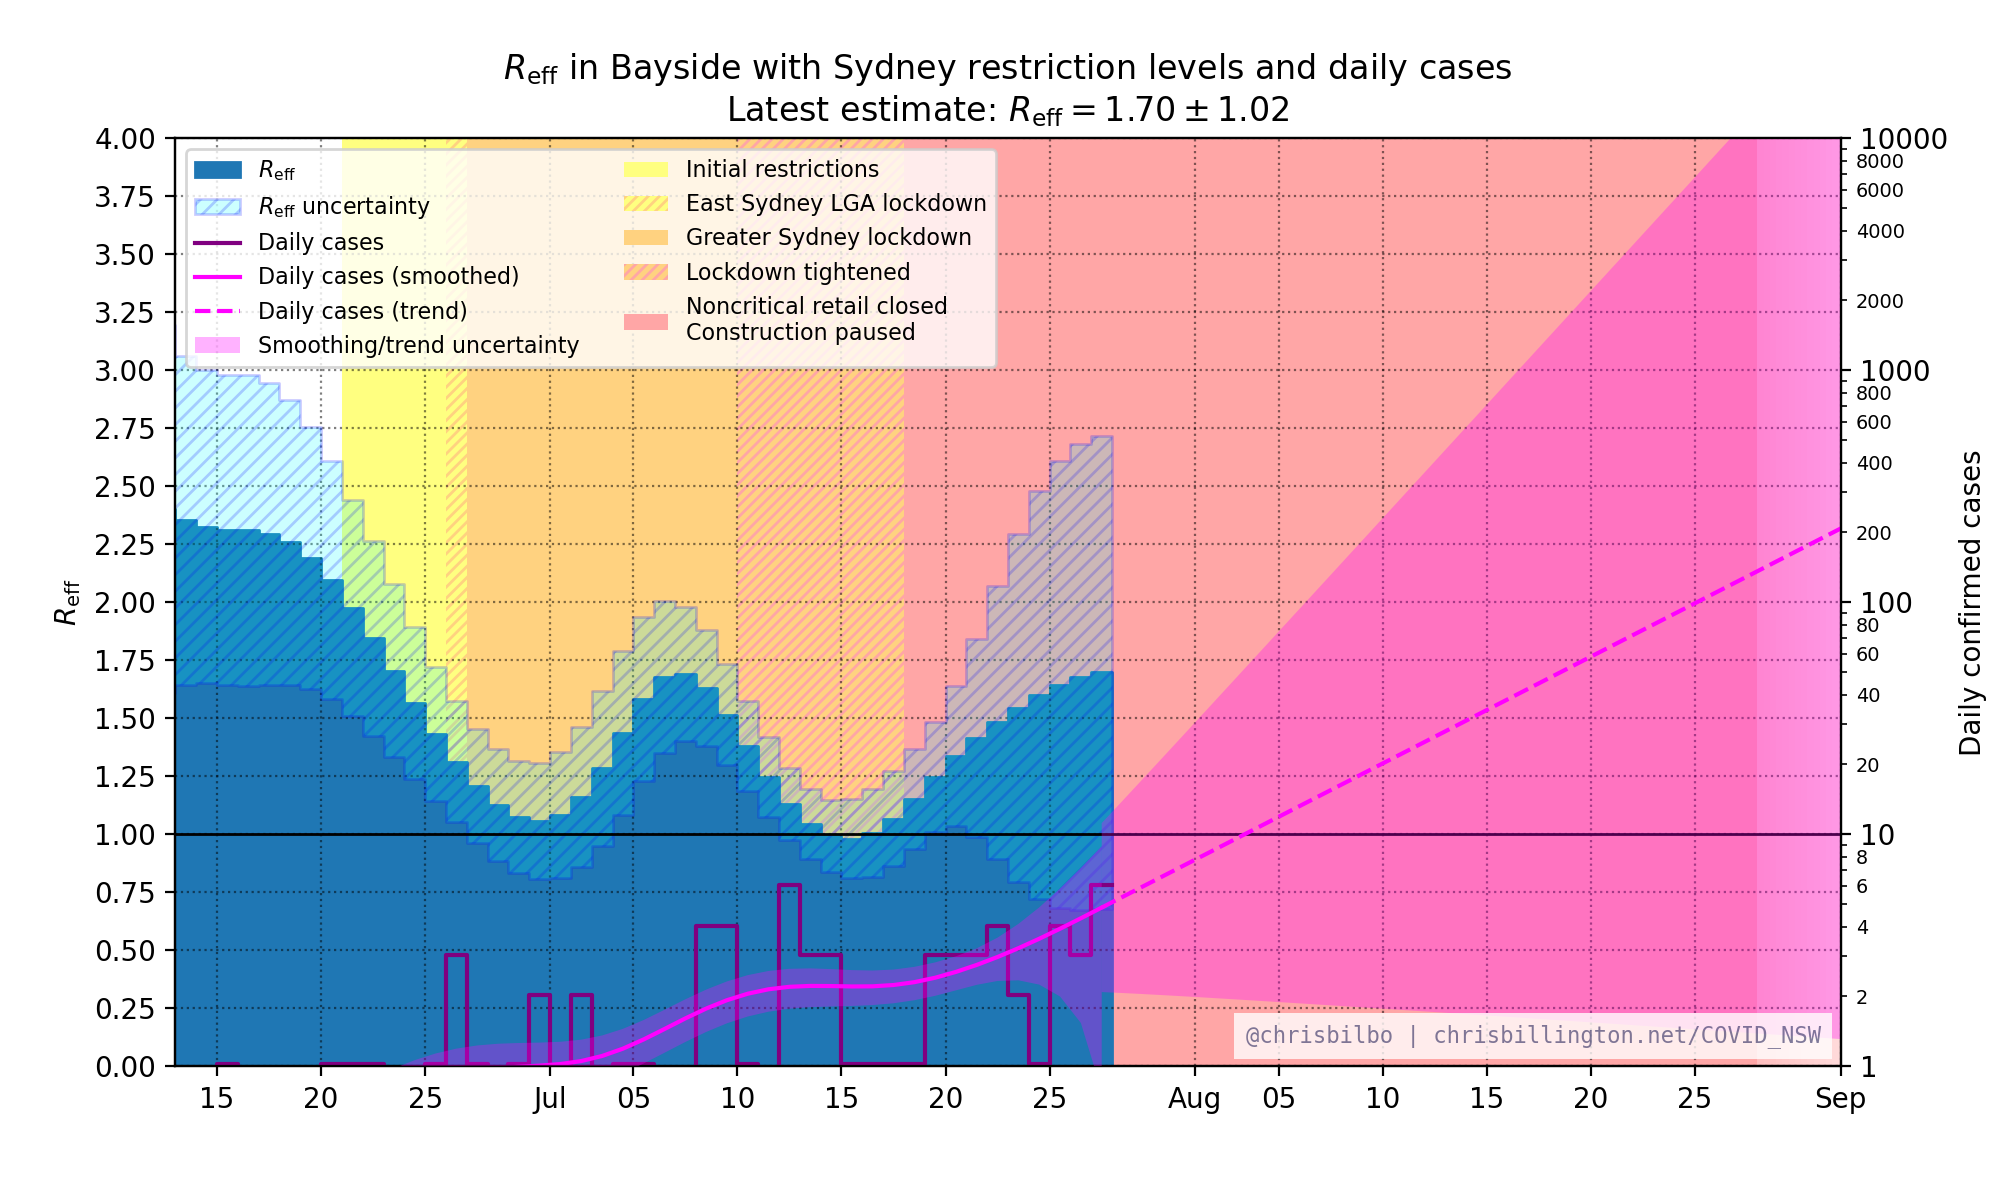 R_eff in Bayside with Sydney restriction levels and daily cases
Latest estimate: R_eff = 1.70 ± 1.02
R_eff
R_eff uncertainty
Daily cases
Daily cases (smoothed)
Daily cases (trend)
Smoothing/trend uncertainty
Initial restrictions
East Sydney LGA lockdown
Greater Sydney lockdown
Lockdown tightened
Noncritical retail closed
Construction paused
R_eff
4.00
3.75
3.50
3.25
3.00
2.75
2.50
2.25
2.00
1.75
1.50
1.25
1.00
0.75
0.50
0.25
0.00
10000
8000
6000
4000
2000
1000
800
600
400
200
100
80
60
40
20
10
8
6
4
2
1
Daily confirmed cases
@chrisbilbo | chrisbillington.net/COVID_NSW
15 20 25 Jul 05 10 15 20 25 Aug 05 10 15 20 25 Sep